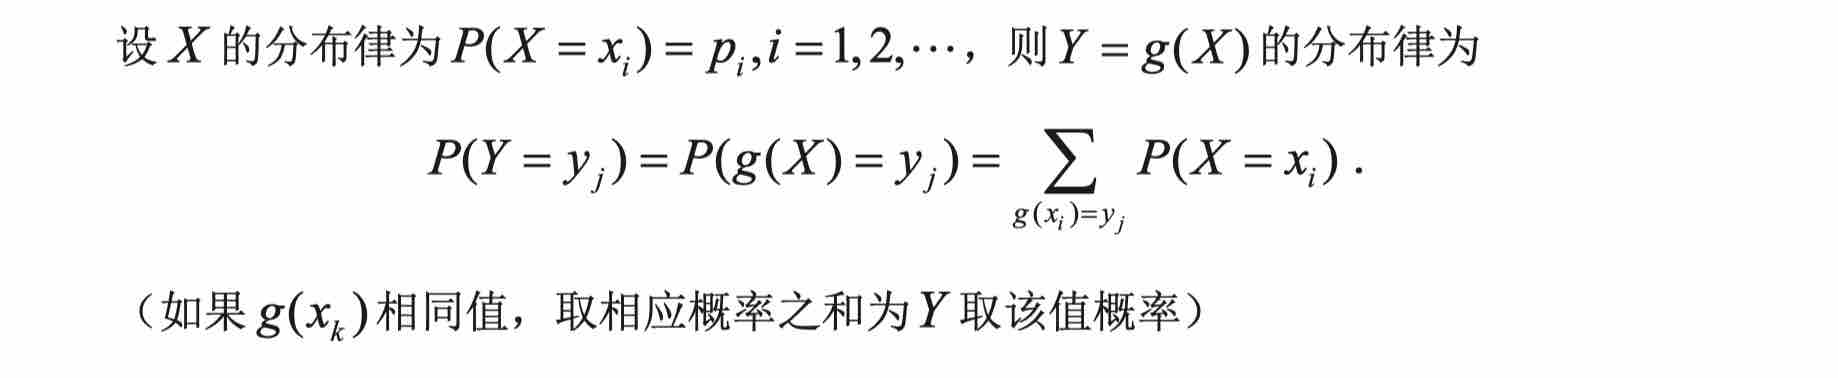 设 X 的分布律为 P(X = x_i) = p_i, i = 1, 2, ⋯，则 Y = g(X) 的分布律为
P(Y = y_j) = P(g(X) = y_j) = ∑_{g(x_i)=y_j} P(X = x_i) .
（如果 g(x_k) 相同值，取相应概率之和为 Y 取该值概率）